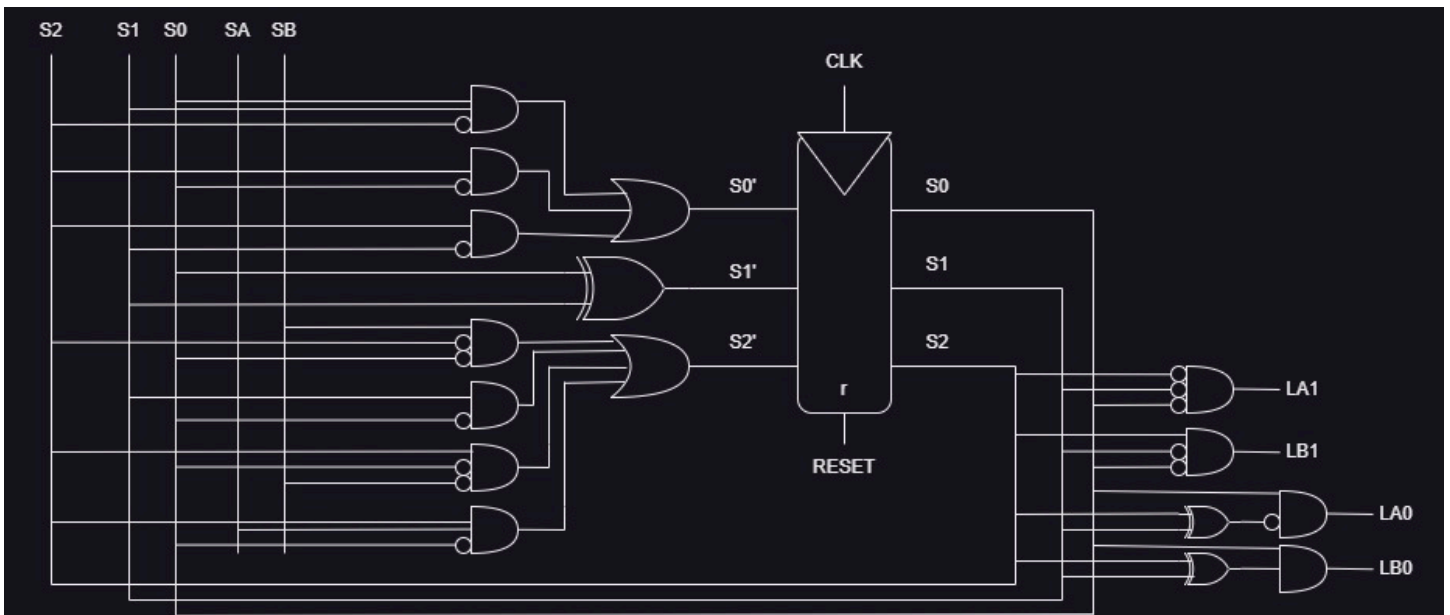 S2 S1 S0 SA SB
CLK
S0' S0
S1' S1
S2' S2
r
LA1
LB1
RESET
LA0
LB0